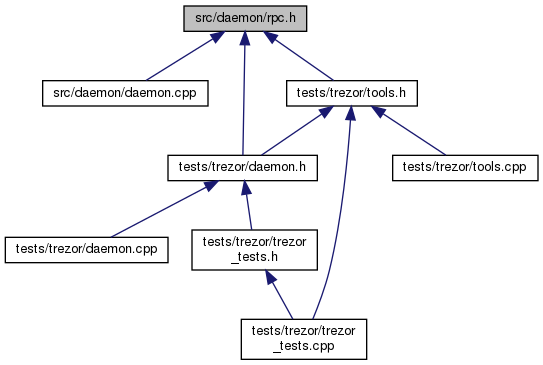 src/daemon/rpc.h
src/daemon/daemon.cpp
tests/trezor/tools.h
tests/trezor/daemon.h
tests/trezor/tools.cpp
tests/trezor/daemon.cpp
tests/trezor/trezor
_tests.h
tests/trezor/trezor
_tests.cpp